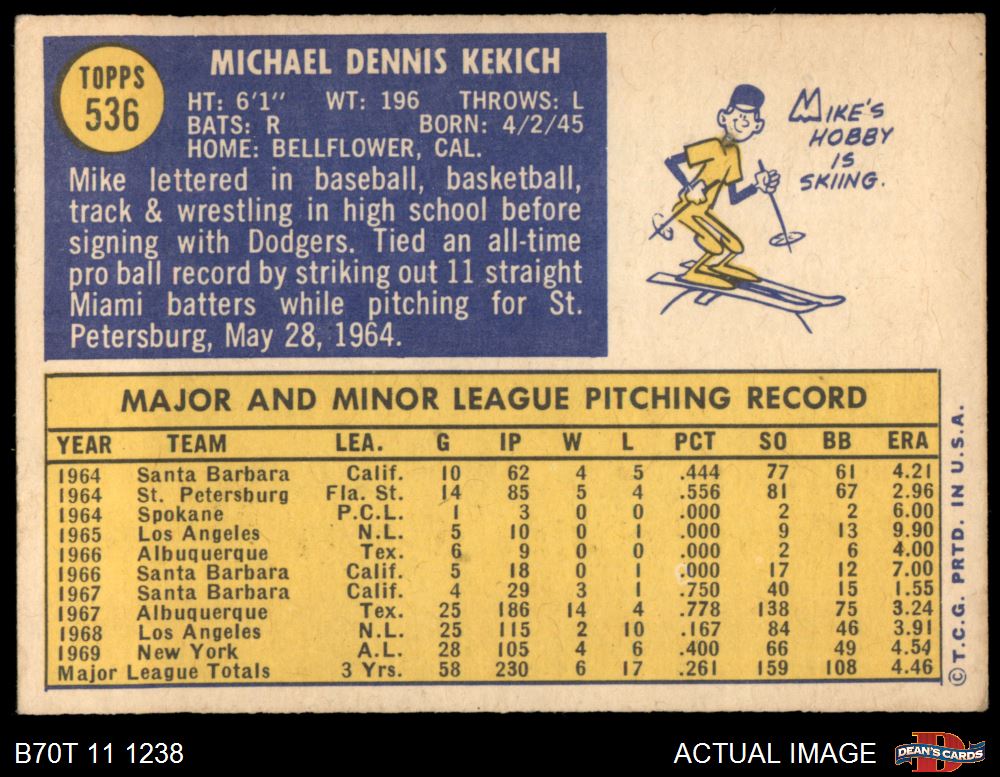 TOPPS
536
MICHAEL DENNIS KEKICH
HT: 6'1" WT: 196 THROWS: L
BATS: R BORN: 4/2/45
HOME: BELLFLOWER, CAL.
Mike lettered in baseball, basketball,
track & wrestling in high school before
signing with Dodgers. Tied an all-time
pro ball record by striking out 11 straight
Miami batters while pitching for St.
Petersburg, May 28, 1964.
MIKE'S
HOBBY
IS
SKIING.
MAJOR AND MINOR LEAGUE PITCHING RECORD
YEAR TEAM LEA. G IP W L PCT SO BB ERA
1964 Santa Barbara Calif. 10 62 4 5 .444 77 61 4.21
1964 St. Petersburg Fla. St. 14 85 5 4 .556 81 67 2.96
1964 Spokane P.C.L. 1 3 0 0 .000 2 2 6.00
1965 Los Angeles N.L. 5 10 0 1 .000 9 13 9.90
1966 Albuquerque Tex. 6 9 0 0 .000 2 6 4.00
1966 Santa Barbara Calif. 5 18 0 1 .000 17 12 7.00
1967 Santa Barbara Calif. 4 29 3 1 .750 40 15 1.55
1967 Albuquerque Tex. 25 186 14 4 .778 138 75 3.24
1968 Los Angeles N.L. 25 115 2 10 .167 84 46 3.91
1969 New York A.L. 28 105 4 6 .400 66 49 4.54
Major League Totals 3 Yrs. 58 230 6 17 .261 159 108 4.46
© T.C.G. PRTD. IN U.S.A.
B70T 11 1238
ACTUAL IMAGE
DEAN'S CARDS